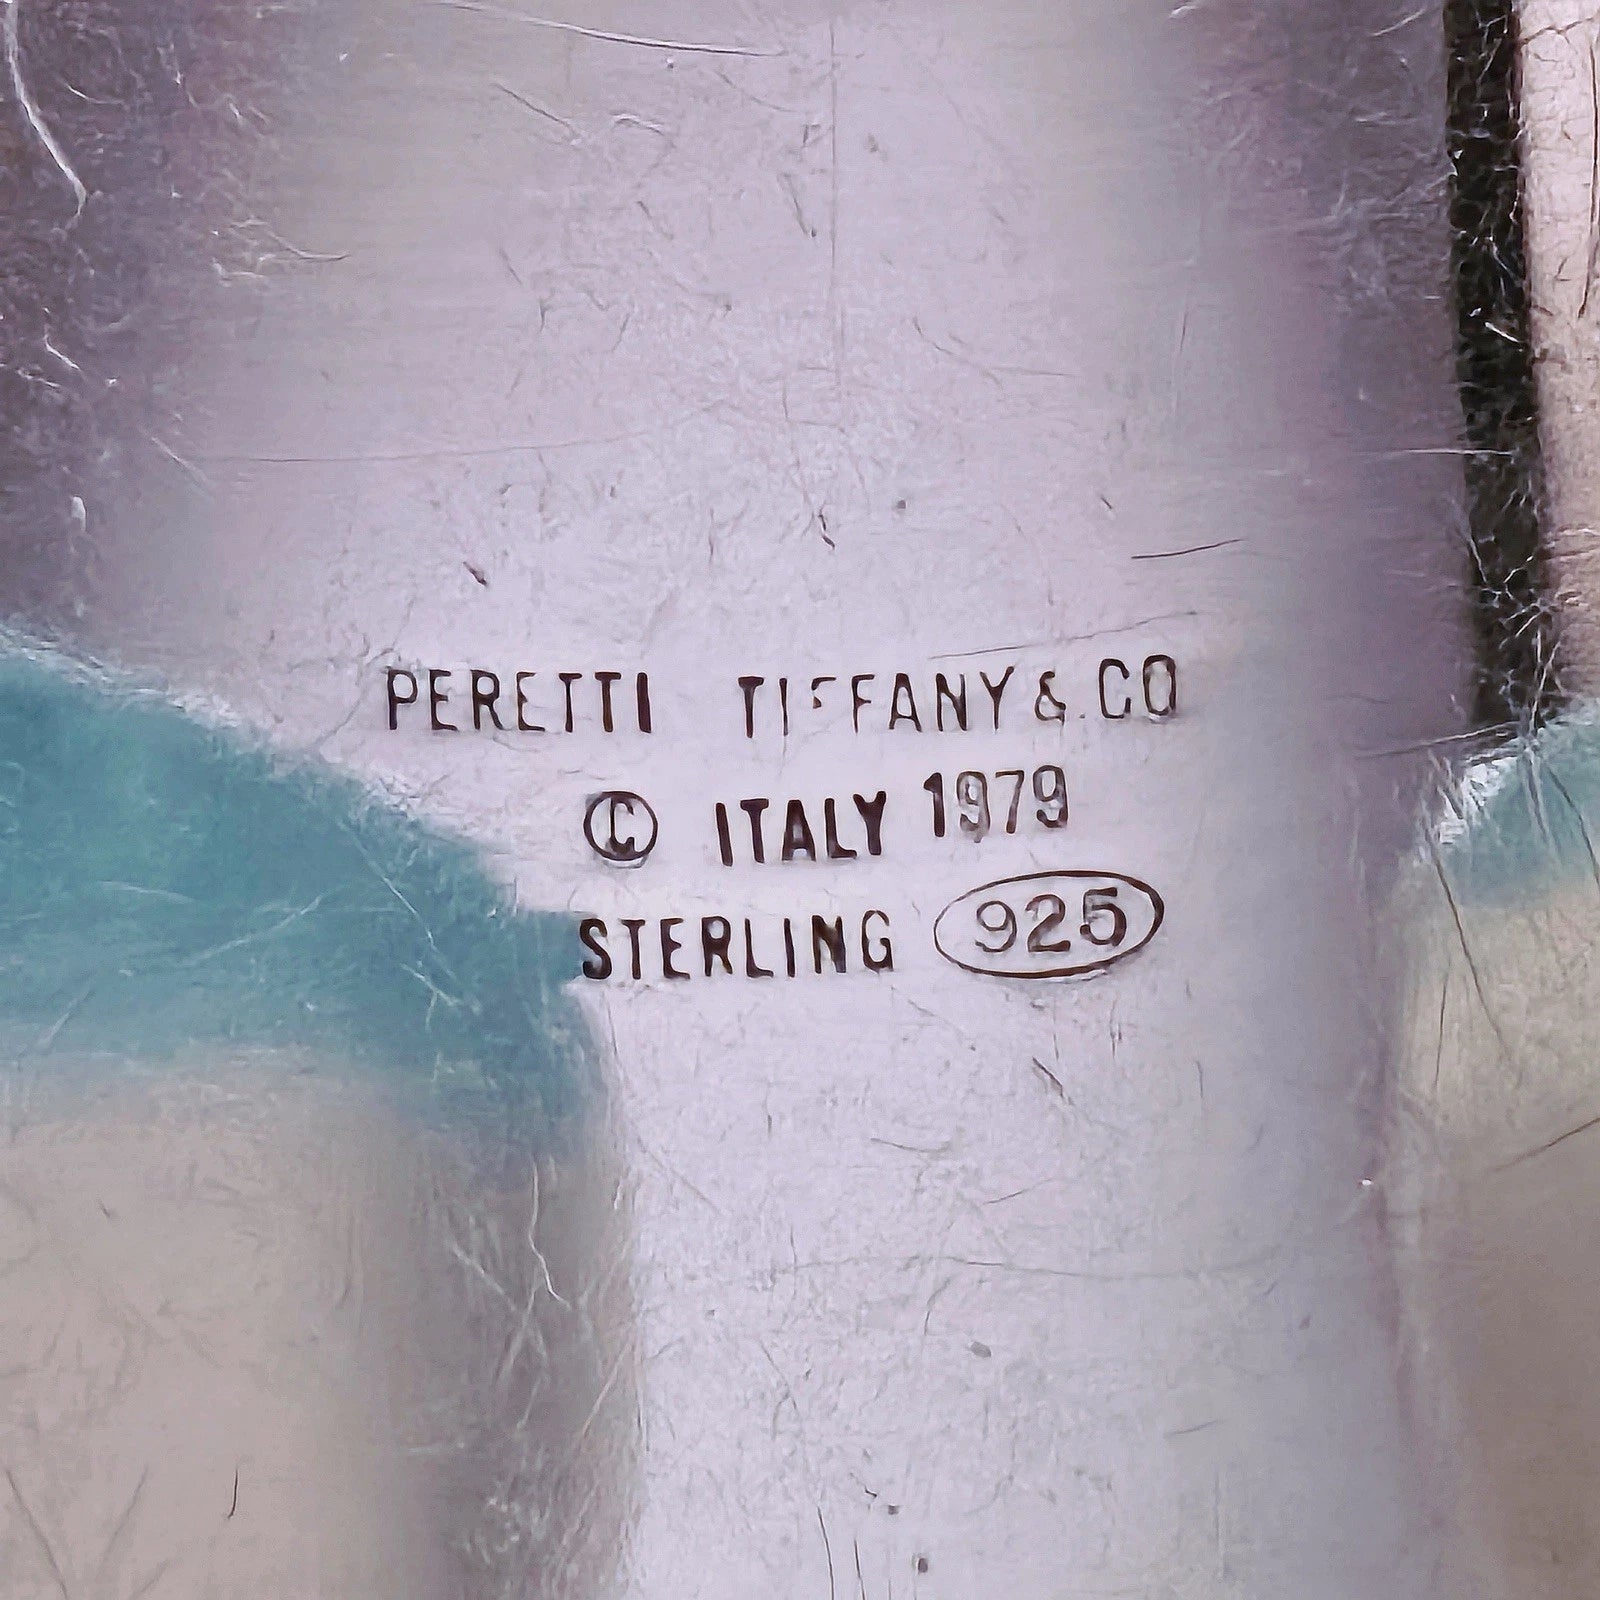 PERETTI TIFFANY & CO
© ITALY 1979
STERLING 925